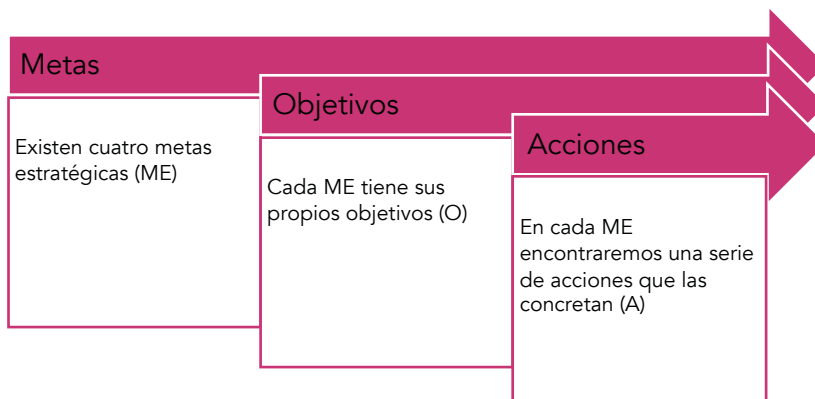 Metas
Existen cuatro metas
estratégicas (ME)
Objetivos
Cada ME tiene sus
propios objetivos (O)
Acciones
En cada ME
encontraremos una serie
de acciones que las
concretan (A)